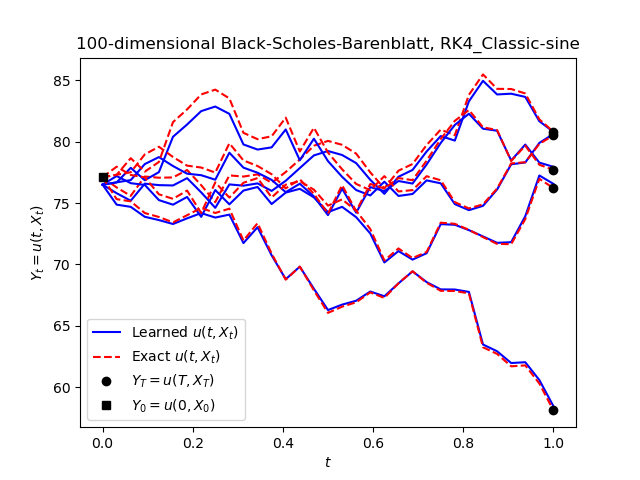 100-dimensional Black-Scholes-Barenblatt, RK4_Classic-sine
Y_t = u(t, X_t)
85
80
75
70
65
60
Learned u(t, X_t)
Exact u(t, X_t)
Y_T = u(T, X_T)
Y_0 = u(0, X_0)
0.0 0.2 0.4 0.6 0.8 1.0
t